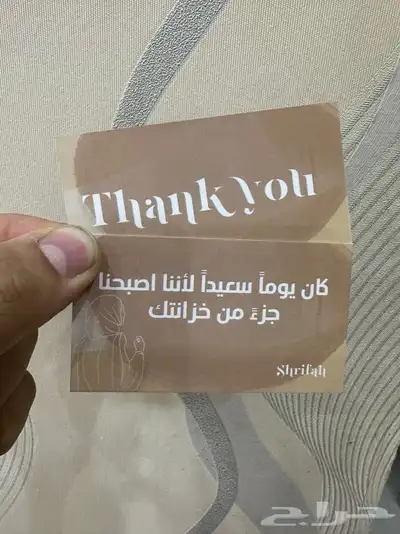 Thank you
كان يوماً سعيداً لأننا اصبحنا
جزءً من خزانتك
Shrifah
حراج